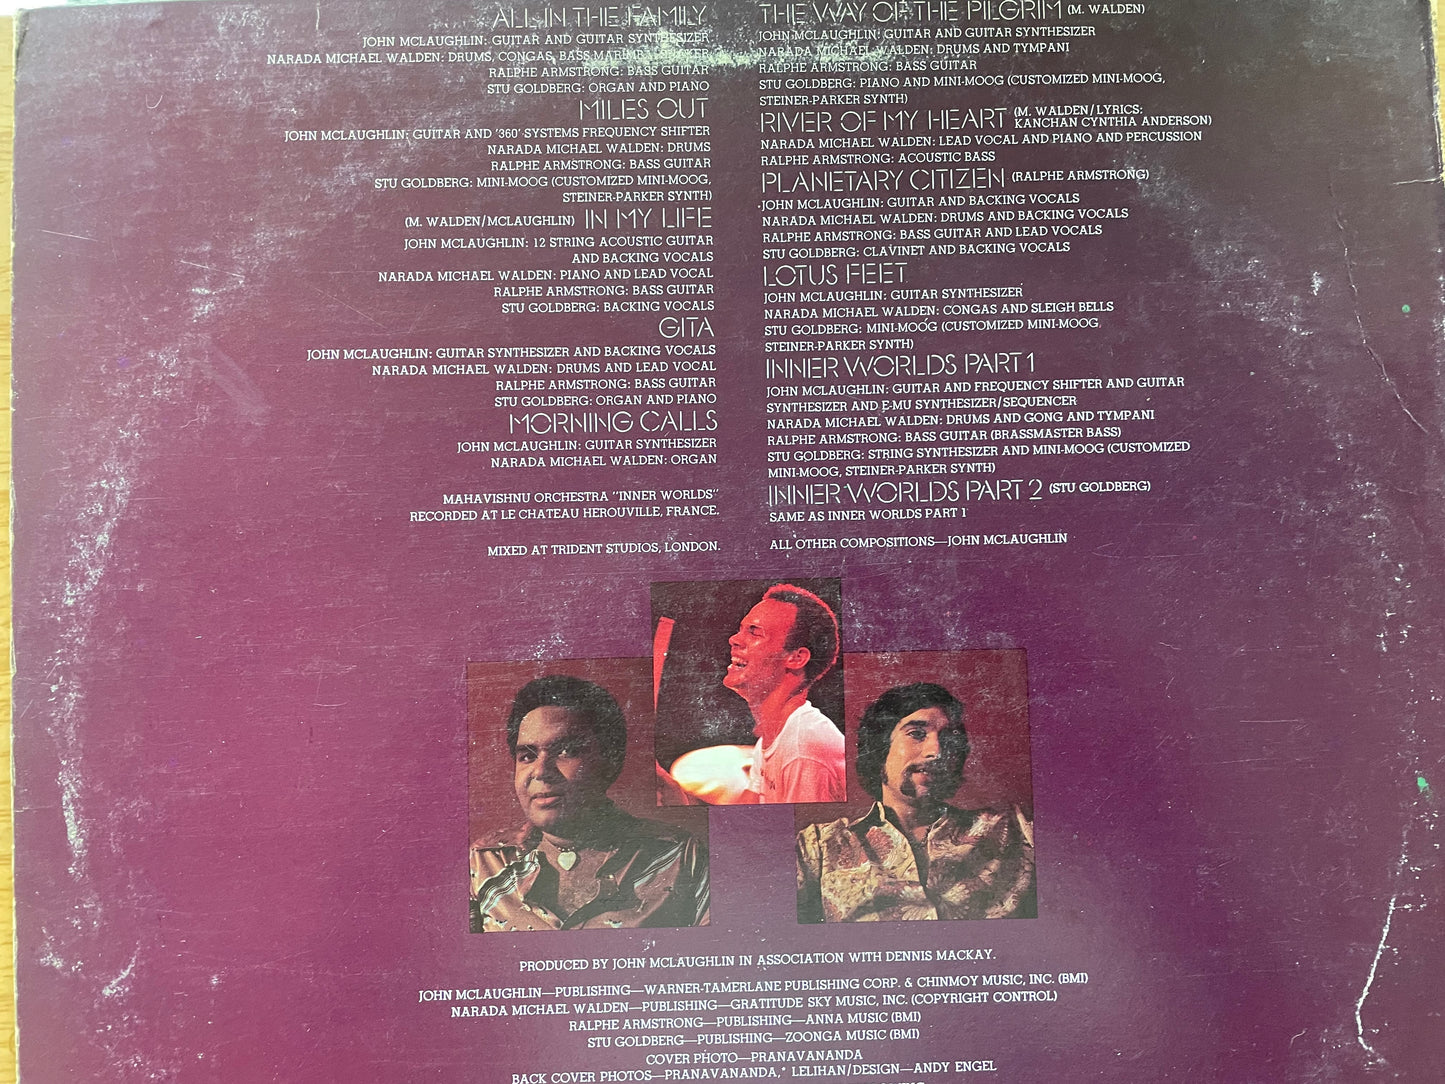 ALL IN THE FAMILY
JOHN MCLAUGHLIN: GUITAR AND GUITAR SYNTHESIZER
NARADA MICHAEL WALDEN: DRUMS, CONGAS, BASS MARIMBA, SHAKER
RALPHE ARMSTRONG: BASS GUITAR
STU GOLDBERG: ORGAN AND PIANO
MILES OUT
JOHN MCLAUGHLIN: GUITAR AND '360' SYSTEMS FREQUENCY SHIFTER
NARADA MICHAEL WALDEN: DRUMS
RALPHE ARMSTRONG: BASS GUITAR
STU GOLDBERG: MINI-MOOG (CUSTOMIZED MINI-MOOG,
STEINER-PARKER SYNTH)
(M. WALDEN/MCLAUGHLIN) IN MY LIFE
JOHN MCLAUGHLIN: 12 STRING ACOUSTIC GUITAR
AND BACKING VOCALS
NARADA MICHAEL WALDEN: PIANO AND LEAD VOCAL
RALPHE ARMSTRONG: BASS GUITAR
STU GOLDBERG: BACKING VOCALS
GITA
JOHN MCLAUGHLIN: GUITAR SYNTHESIZER AND BACKING VOCALS
NARADA MICHAEL WALDEN: DRUMS AND LEAD VOCAL
RALPHE ARMSTRONG: BASS GUITAR
STU GOLDBERG: ORGAN AND PIANO
MORNING CALLS
JOHN MCLAUGHLIN: GUITAR SYNTHESIZER
NARADA MICHAEL WALDEN: ORGAN
MAHAVISHNU ORCHESTRA "INNER WORLDS"
RECORDED AT LE CHATEAU HEROUVILLE, FRANCE.
MIXED AT TRIDENT STUDIOS, LONDON.
THE WAY OF THE PILGRIM (M. WALDEN)
JOHN MCLAUGHLIN: GUITAR AND GUITAR SYNTHESIZER
NARADA MICHAEL WALDEN: DRUMS AND TYMPANI
RALPHE ARMSTRONG: BASS GUITAR
STU GOLDBERG: PIANO AND MINI-MOOG (CUSTOMIZED MINI-MOOG,
STEINER-PARKER SYNTH)
RIVER OF MY HEART (M. WALDEN/LYRICS:
KANCHAN CYNTHIA ANDERSON)
NARADA MICHAEL WALDEN: LEAD VOCAL AND PIANO AND PERCUSSION
RALPHE ARMSTRONG: ACOUSTIC BASS
PLANETARY CITIZEN (RALPHE ARMSTRONG)
JOHN MCLAUGHLIN: GUITAR AND BACKING VOCALS
NARADA MICHAEL WALDEN: DRUMS AND BACKING VOCALS
RALPHE ARMSTRONG: BASS GUITAR AND LEAD VOCALS
STU GOLDBERG: CLAVINET AND BACKING VOCALS
LOTUS FEET
JOHN MCLAUGHLIN: GUITAR SYNTHESIZER
NARADA MICHAEL WALDEN: CONGAS AND SLEIGH BELLS
STU GOLDBERG: MINI-MOOG (CUSTOMIZED MINI-MOOG,
STEINER-PARKER SYNTH)
INNER WORLDS PART 1
JOHN MCLAUGHLIN: GUITAR AND FREQUENCY SHIFTER AND GUITAR
SYNTHESIZER AND E-MU SYNTHESIZER/SEQUENCER
NARADA MICHAEL WALDEN: DRUMS AND GONG AND TYMPANI
RALPHE ARMSTRONG: BASS GUITAR (BRASSMASTER BASS)
STU GOLDBERG: STRING SYNTHESIZER AND MINI-MOOG (CUSTOMIZED
MINI-MOOG, STEINER-PARKER SYNTH)
INNER WORLDS PART 2 (STU GOLDBERG)
SAME AS INNER WORLDS PART 1
ALL OTHER COMPOSITIONS—JOHN MCLAUGHLIN
PRODUCED BY JOHN MCLAUGHLIN IN ASSOCIATION WITH DENNIS MACKAY.
JOHN MCLAUGHLIN—PUBLISHING—WARNER-TAMERLANE PUBLISHING CORP. & CHINMOY MUSIC, INC. (BMI)
NARADA MICHAEL WALDEN—PUBLISHING—GRATITUDE SKY MUSIC, INC. (COPYRIGHT CONTROL)
RALPHE ARMSTRONG—PUBLISHING—ANNA MUSIC (BMI)
STU GOLDBERG—PUBLISHING—ZOONGA MUSIC (BMI)
COVER PHOTO—PRANAVANANDA
BACK COVER PHOTOS—PRANAVANANDA,* LELIHAN/DESIGN—ANDY ENGEL